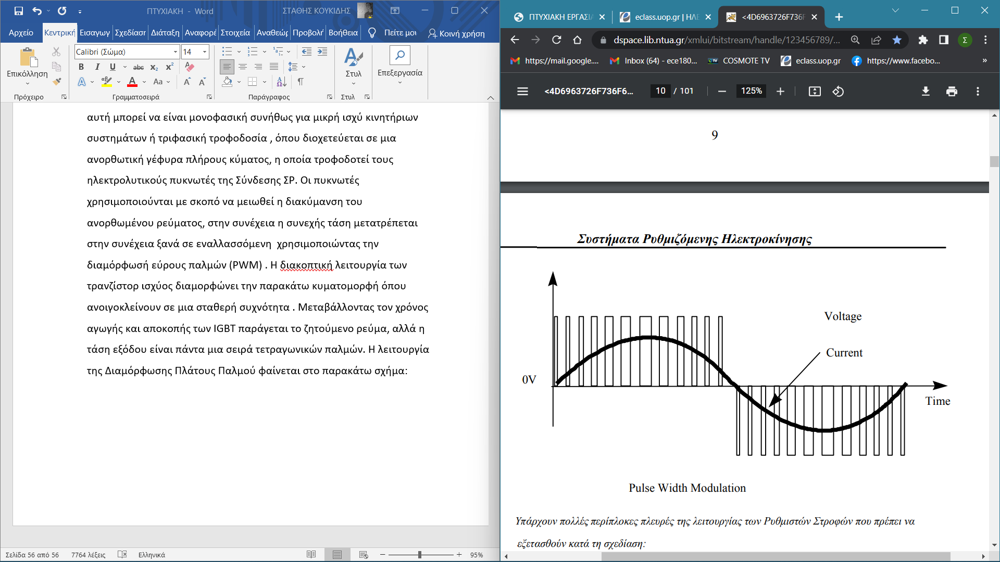 ΠΤΥΧΙΑΚΗ - Word
ΣΤΑΘΗΣ ΚΟΥΚΙΔΗΣ
Αρχείο Κεντρική Εισαγωγ Σχεδίασr Διάταξη Αναφορέ Στοιχεία Αναθεώρ Προβολή Βοήθεια Πείτε μου Κοινή χρήση
Calibri (Σώμα) 14
Επικόλληση
B I U abc x₂ x²
Aa
Στυλ
Επεξεργασία
Πρόχειρο Γραμματοσειρά Παράγραφος Στυλ
αυτή μπορεί να είναι μονοφασική συνήθως για μικρή ισχύ κινητήριων
συστημάτων ή τριφασική τροφοδοσία , όπου διοχετεύεται σε μια
ανορθωτική γέφυρα πλήρους κύματος, η οποία τροφοδοτεί τους
ηλεκτρολυτικούς πυκνωτές της Σύνδεσης ΣΡ. Οι πυκνωτές
χρησιμοποιούνται με σκοπό να μειωθεί η διακύμανση του
ανορθωμένου ρεύματος, στην συνέχεια η συνεχής τάση μετατρέπεται
στην συνέχεια ξανά σε εναλλασσόμενη  χρησιμοποιώντας την
διαμόρφωσή εύρους παλμών (PWM) . Η διακοπτική λειτουργία των
τρανζίστορ ισχύος διαμορφώνει την παρακάτω κυματομορφή όπου
ανοιγοκλείνουν σε μια σταθερή συχνότητα . Μεταβάλλοντας τον χρόνος
αγωγής και αποκοπής των IGBT παράγεται το ζητούμενο ρεύμα, αλλά η
τάση εξόδου είναι πάντα μια σειρά τετραγωνικών παλμών. Η λειτουργία
της Διαμόρφωσης Πλάτους Παλμού φαίνεται στο παρακάτω σχήμα:
Σελίδα 56 από 56 7764 λέξεις Ελληνικά 95%
ΠΤΥΧΙΑΚΗ ΕΡΓΑΣΙΑ eclass.uop.gr | ΗΛΕ <4D6963726F736F
dspace.lib.ntua.gr/xmlui/bitstream/handle/123456789/...
Σ
https://mail.google.... Inbox (64) - ece180... COSMOTE TV eclass.uop.gr https://www.facebo... »
<4D6963726F736F6... 10 / 101 125%
9
Συστήματα Ρυθμιζόμενης Ηλεκτροκίνησης
Voltage
Current
0V
Time
Pulse Width Modulation
Υπάρχουν πολλές περίπλοκες πλευρές της λειτουργίας των Ρυθμιστών Στροφών που πρέπει να
εξετασθούν κατά τη σχεδίαση: